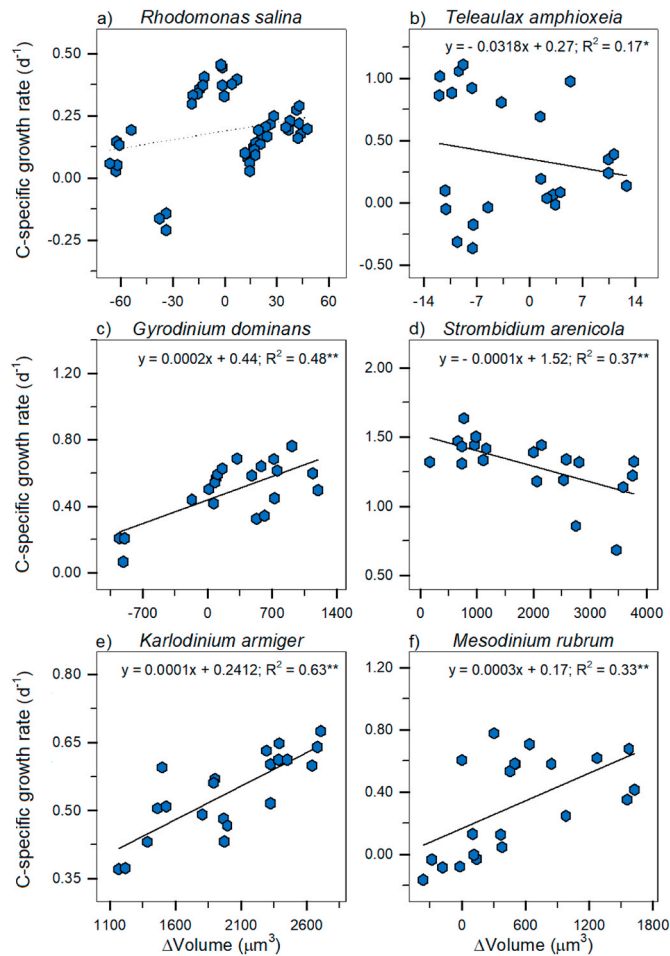 a) Rhodomonas salina
b) Teleaulax amphioxeia
y = - 0.0318x + 0.27; R² = 0.17*
C-specific growth rate (d⁻¹)
0.50
0.25
0.00
-0.25
-60 -30 0 30 60
1.00
0.50
0.00
-0.50
-14 -7 0 7 14
c) Gyrodinium dominans
d) Strombidium arenicola
y = 0.0002x + 0.44; R² = 0.48**
y = - 0.0001x + 1.52; R² = 0.37**
C-specific growth rate (d⁻¹)
1.20
0.80
0.40
0.00
-700 0 700 1400
2.00
1.50
1.00
0.50
0 1000 2000 3000 4000
e) Karlodinium armiger
f) Mesodinium rubrum
y = 0.0001x + 0.2412; R² = 0.63**
y = 0.0003x + 0.17; R² = 0.33**
C-specific growth rate (d⁻¹)
0.80
0.65
0.50
0.35
1100 1600 2100 2600
ΔVolume (μm³)
1.20
0.80
0.40
0.00
0 600 1200 1800
ΔVolume (μm³)